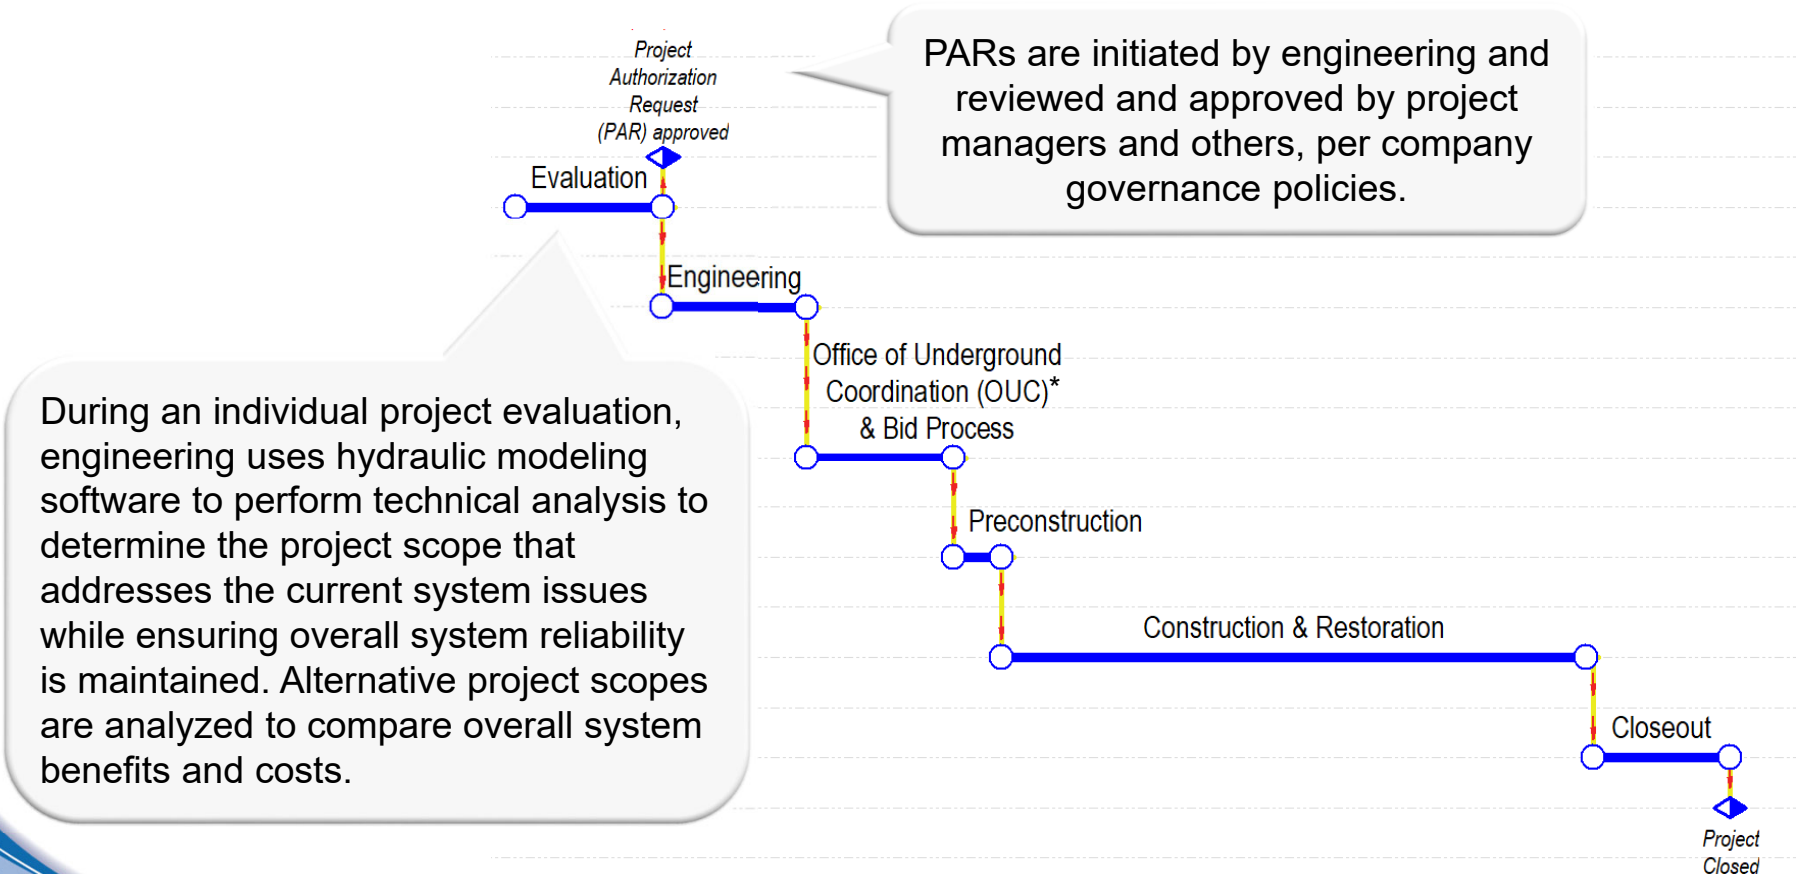 Project
Authorization
Request
(PAR) approved
PARs are initiated by engineering and
reviewed and approved by project
managers and others, per company
governance policies.
Evaluation
Engineering
Office of Underground
Coordination (OUC)*
& Bid Process
During an individual project evaluation,
engineering uses hydraulic modeling
software to perform technical analysis to
determine the project scope that
addresses the current system issues
while ensuring overall system reliability
is maintained. Alternative project scopes
are analyzed to compare overall system
benefits and costs.
Preconstruction
Construction & Restoration
Closeout
Project
Closed